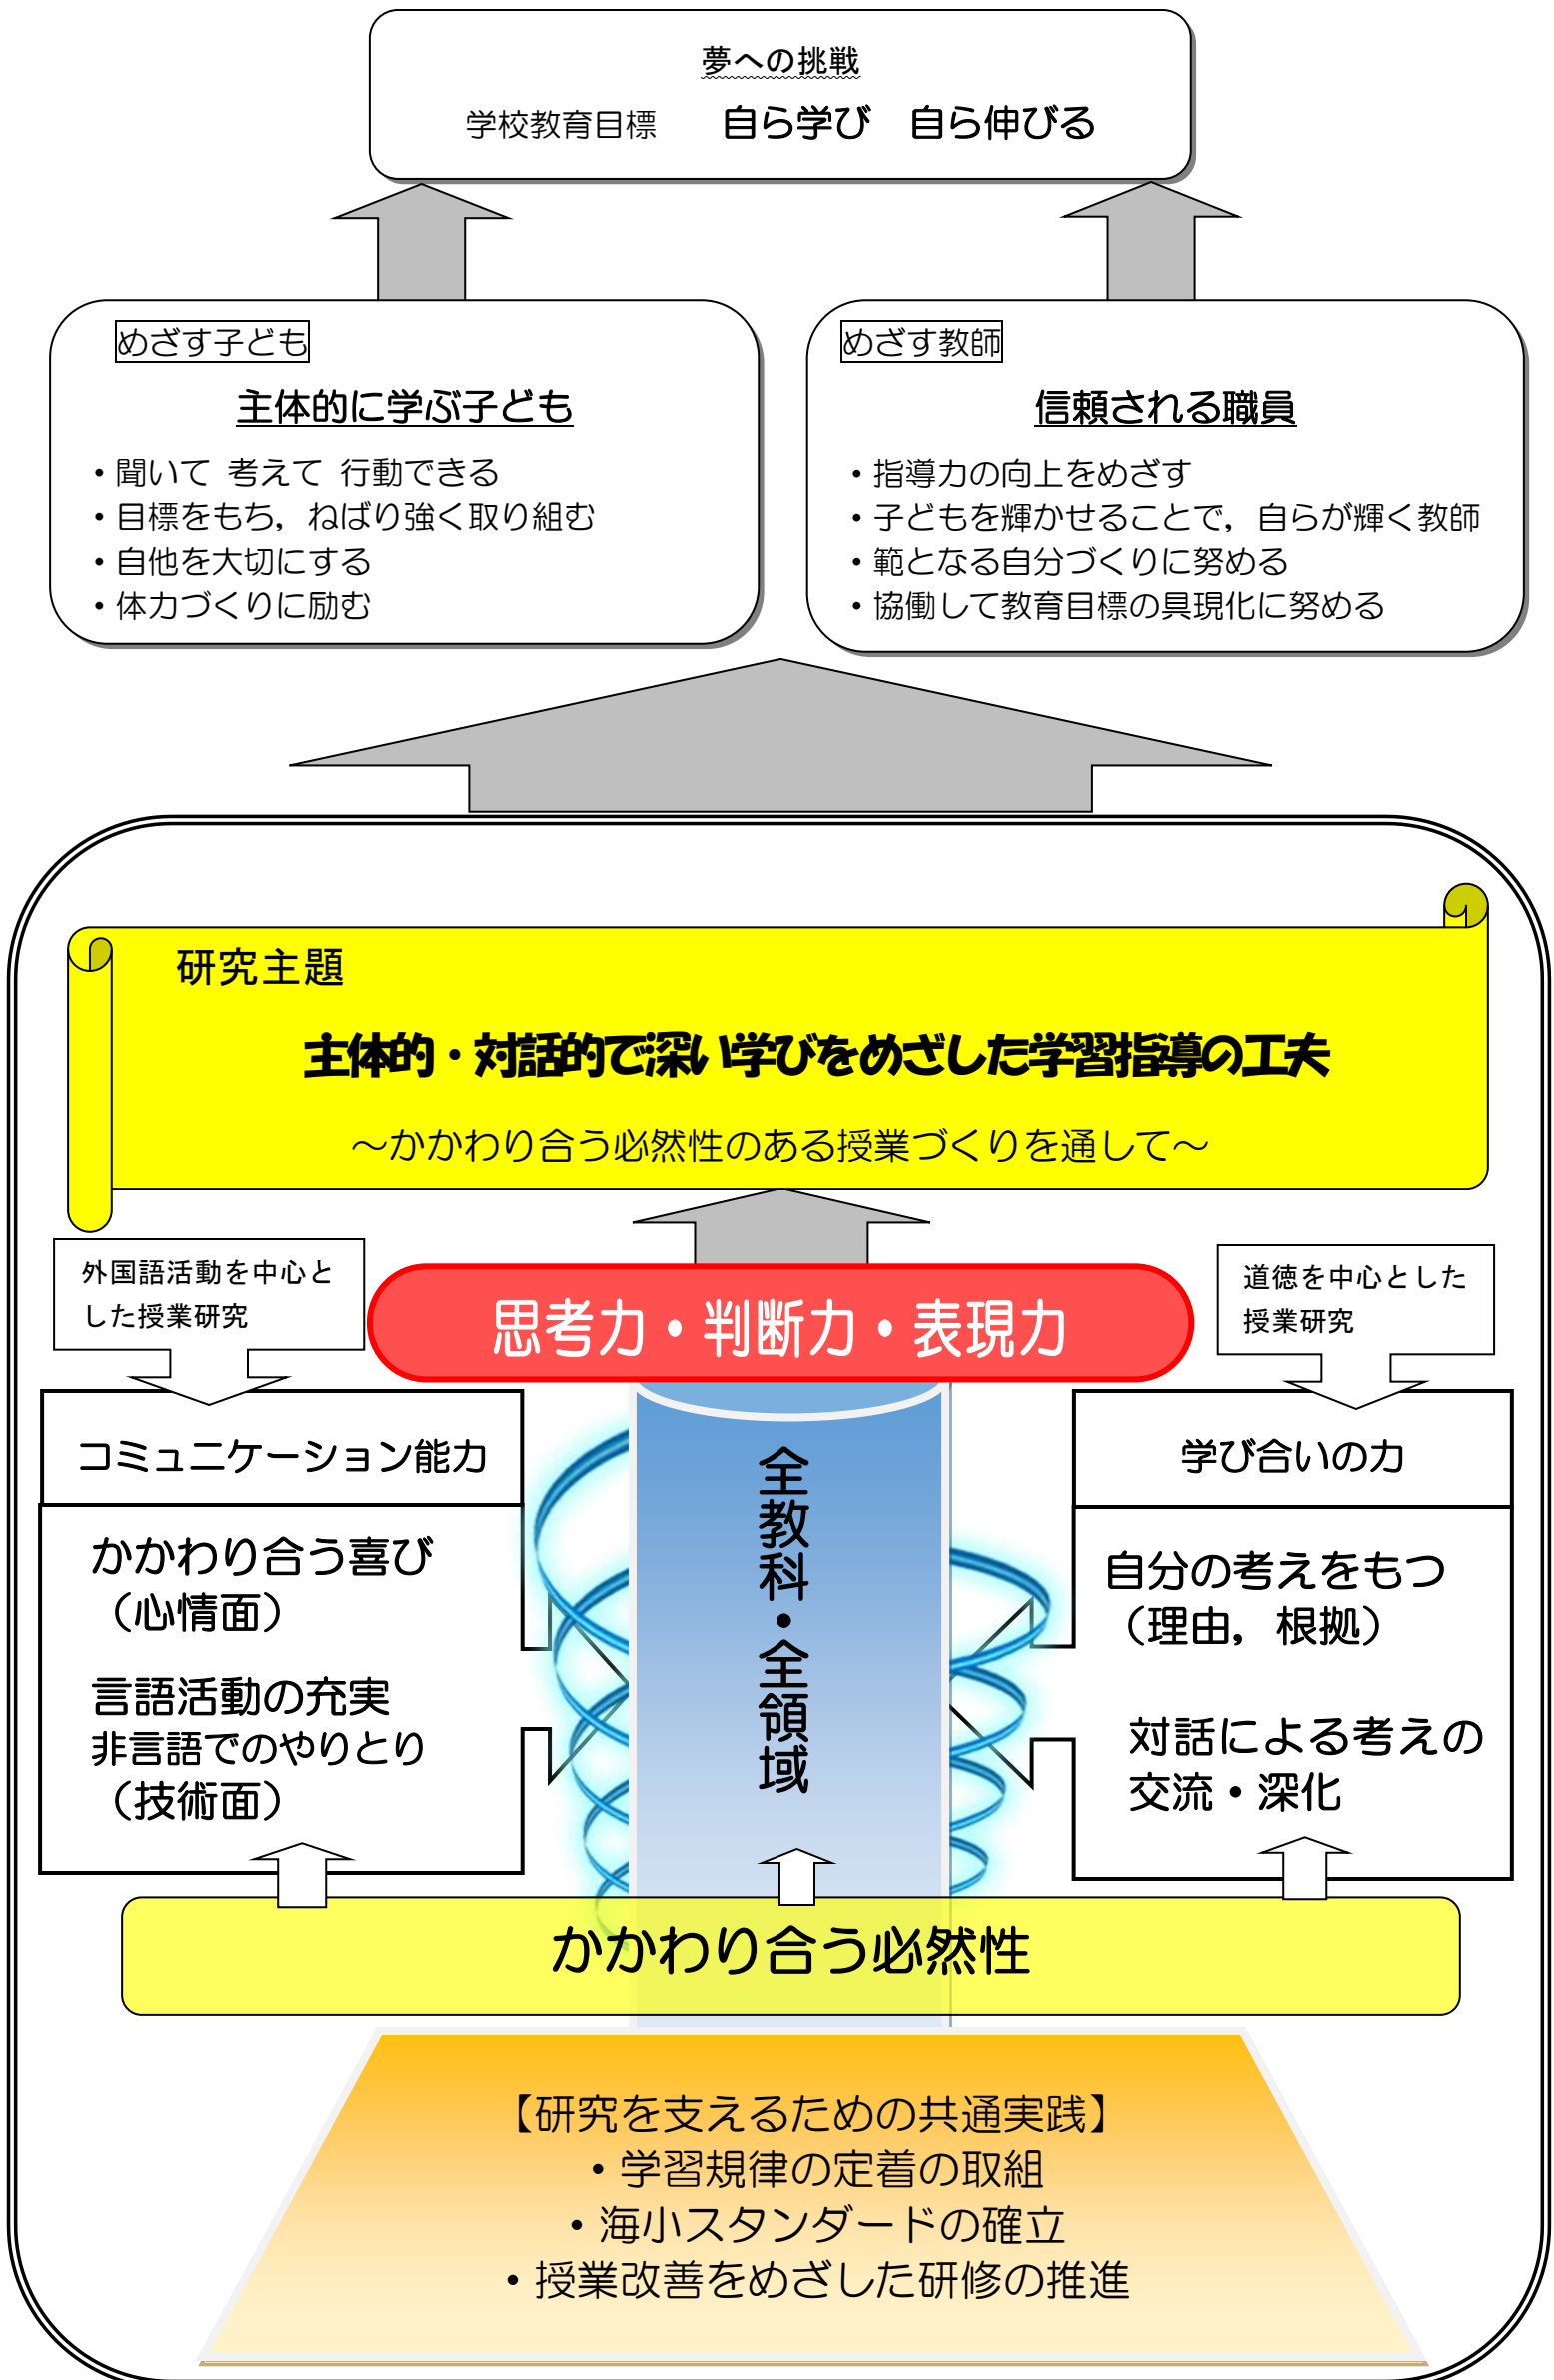 夢への挑戦
学校教育目標　　自ら学び　自ら伸びる
めざす子ども
主体的に学ぶ子ども
・聞いて 考えて 行動できる
・目標をもち，ねばり強く取り組む
・自他を大切にする
・体力づくりに励む
めざす教師
信頼される職員
・指導力の向上をめざす
・子どもを輝かせることで，自らが輝く教師
・範となる自分づくりに努める
・協働して教育目標の具現化に努める
研究主題
主体的・対話的で深い学びをめざした学習指導の工夫
～かかわり合う必然性のある授業づくりを通して～
外国語活動を中心と
した授業研究
思考力・判断力・表現力
道徳を中心とした
授業研究
コミュニケーション能力
かかわり合う喜び
（心情面）
言語活動の充実
非言語でのやりとり
（技術面）
全教科・全領域
学び合いの力
自分の考えをもつ
（理由，根拠）
対話による考えの
交流・深化
かかわり合う必然性
【研究を支えるための共通実践】
・学習規律の定着の取組
・海小スタンダードの確立
・授業改善をめざした研修の推進